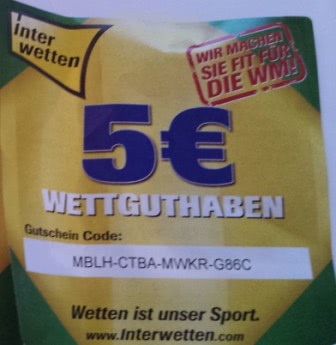 Inter
wetten
WIR MACHEN
SIE FIT FÜR
DIE WM!
5€
WETTGUTHABEN
Gutschein Code:
MBLH-CTBA-MWKR-G86C
Wetten ist unser Sport.
www.Interwetten.com